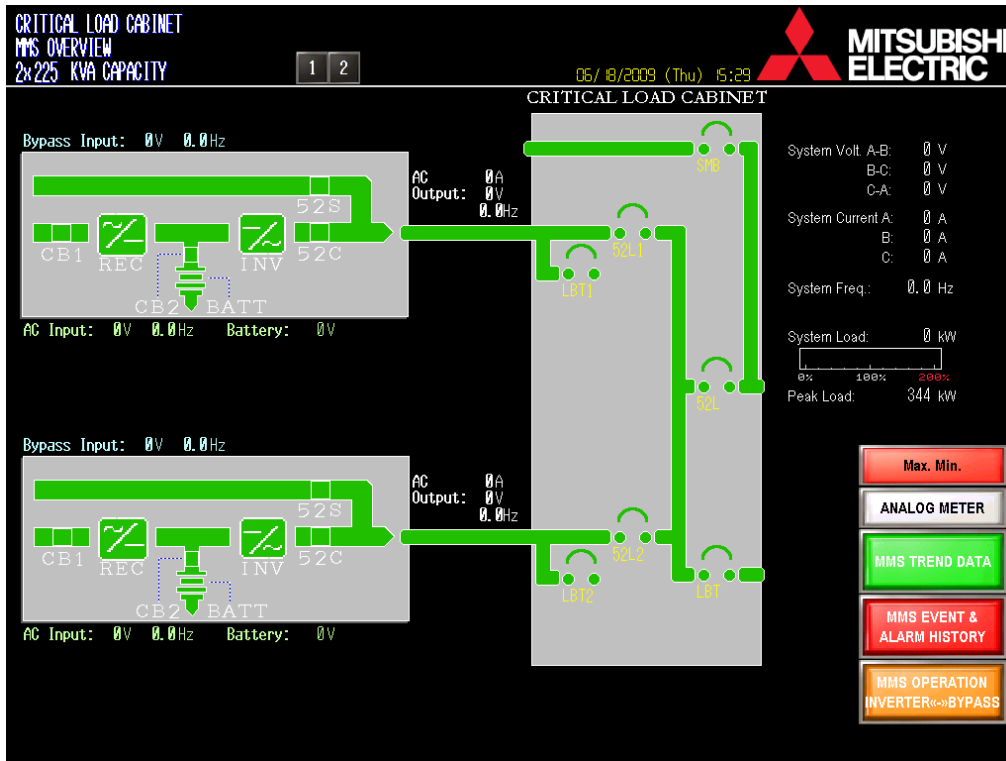 CRITICAL LOAD CABINET
MMS OVERVIEW
2x225 KVA CAPACITY
1 2
06/18/2009 (Thu) 15:29
MITSUBISHI
ELECTRIC
CRITICAL LOAD CABINET
Bypass Input: 0V 0.0Hz
52S
CB1 REC INV 52C
CB2 BATT
AC Input: 0V 0.0Hz Battery: 0V
AC 0A
Output: 0V
0.0Hz
SMB
52L1
LBT1
52L
Bypass Input: 0V 0.0Hz
52S
CB1 REC INV 52C
CB2 BATT
AC Input: 0V 0.0Hz Battery: 0V
AC 0A
Output: 0V
0.0Hz
52L2
LBT2
LBT
System Volt. A-B: 0 V
B-C: 0 V
C-A: 0 V
System Current A: 0 A
B: 0 A
C: 0 A
System Freq.: 0.0 Hz
System Load: 0 kW
0% 100% 200%
Peak Load: 344 kW
Max. Min.
ANALOG METER
MMS TREND DATA
MMS EVENT &
ALARM HISTORY
MMS OPERATION
INVERTER«-»BYPASS